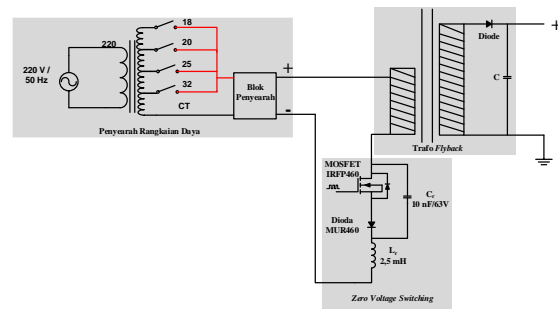 220 V /
50 Hz
220
18
20
25
32
CT
Blok
Penyearah
+
-
Penyearah Rangkaian Daya
Diode
+
C
Trafo Flyback
MOSFET
IRFP460
Cr
10 nF/63V
Dioda
MUR460
Lr
2,5 mH
Zero Voltage Switching